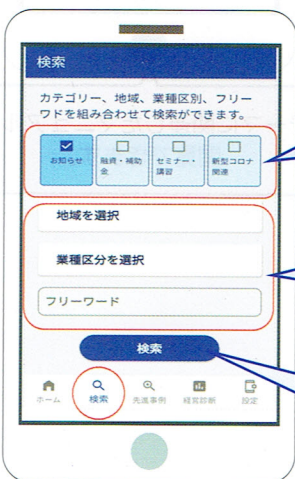 検索
カテゴリー、地域、業種区別、フリー
ワードを組み合わせて検索ができます。
お知らせ
融資・補助
金
セミナー・
講習
新型コロナ
関連
地域を選択
業種区分を選択
フリーワード
検索
ホーム 検索 先進事例 経営診断 設定